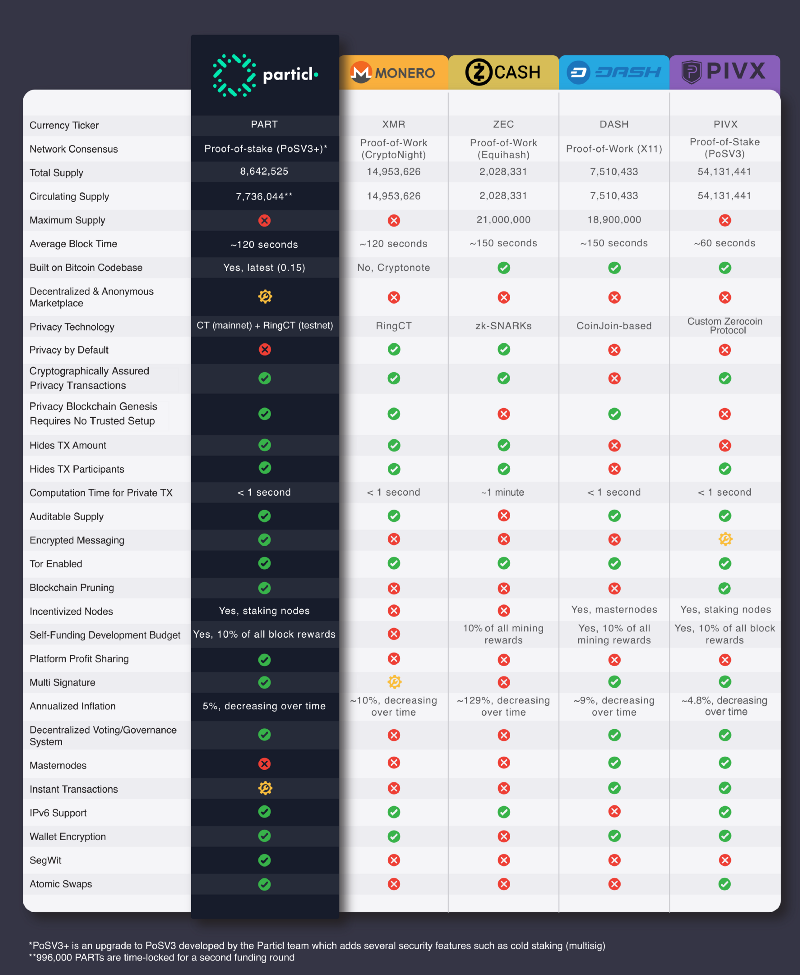 particl
MONERO
ZCASH
DASH
PIVX
Currency Ticker PART XMR ZEC DASH PIVX
Network Consensus Proof-of-stake (PoSV3+)* Proof-of-Work (CryptoNight) Proof-of-Work (Equihash) Proof-of-Work (X11) Proof-of-Stake (PoSV3)
Total Supply 8,642,525 14,953,626 2,028,331 7,510,433 54,131,441
Circulating Supply 7,736,044** 14,953,626 2,028,331 7,510,433 54,131,441
Maximum Supply 21,000,000 18,900,000
Average Block Time ~120 seconds ~120 seconds ~150 seconds ~150 seconds ~60 seconds
Built on Bitcoin Codebase Yes, latest (0.15) No, Cryptonote
Decentralized & Anonymous
Marketplace
Privacy Technology CT (mainnet) + RingCT (testnet) RingCT zk-SNARKs CoinJoin-based Custom Zerocoin Protocol
Privacy by Default
Cryptographically Assured
Privacy Transactions
Privacy Blockchain Genesis
Requires No Trusted Setup
Hides TX Amount
Hides TX Participants
Computation Time for Private TX < 1 second < 1 second ~1 minute < 1 second < 1 second
Auditable Supply
Encrypted Messaging
Tor Enabled
Blockchain Pruning
Incentivized Nodes Yes, staking nodes Yes, masternodes Yes, staking nodes
Self-Funding Development Budget Yes, 10% of all block rewards 10% of all mining rewards Yes, 10% of all mining rewards Yes, 10% of all block rewards
Platform Profit Sharing
Multi Signature
Annualized Inflation 5%, decreasing over time ~10%, decreasing over time ~129%, decreasing over time ~9%, decreasing over time ~4.8%, decreasing over time
Decentralized Voting/Governance
System
Masternodes
Instant Transactions
IPv6 Support
Wallet Encryption
SegWit
Atomic Swaps
*PoSV3+ is an upgrade to PoSV3 developed by the Particl team which adds several security features such as cold staking (multisig)
**996,000 PARTs are time-locked for a second funding round